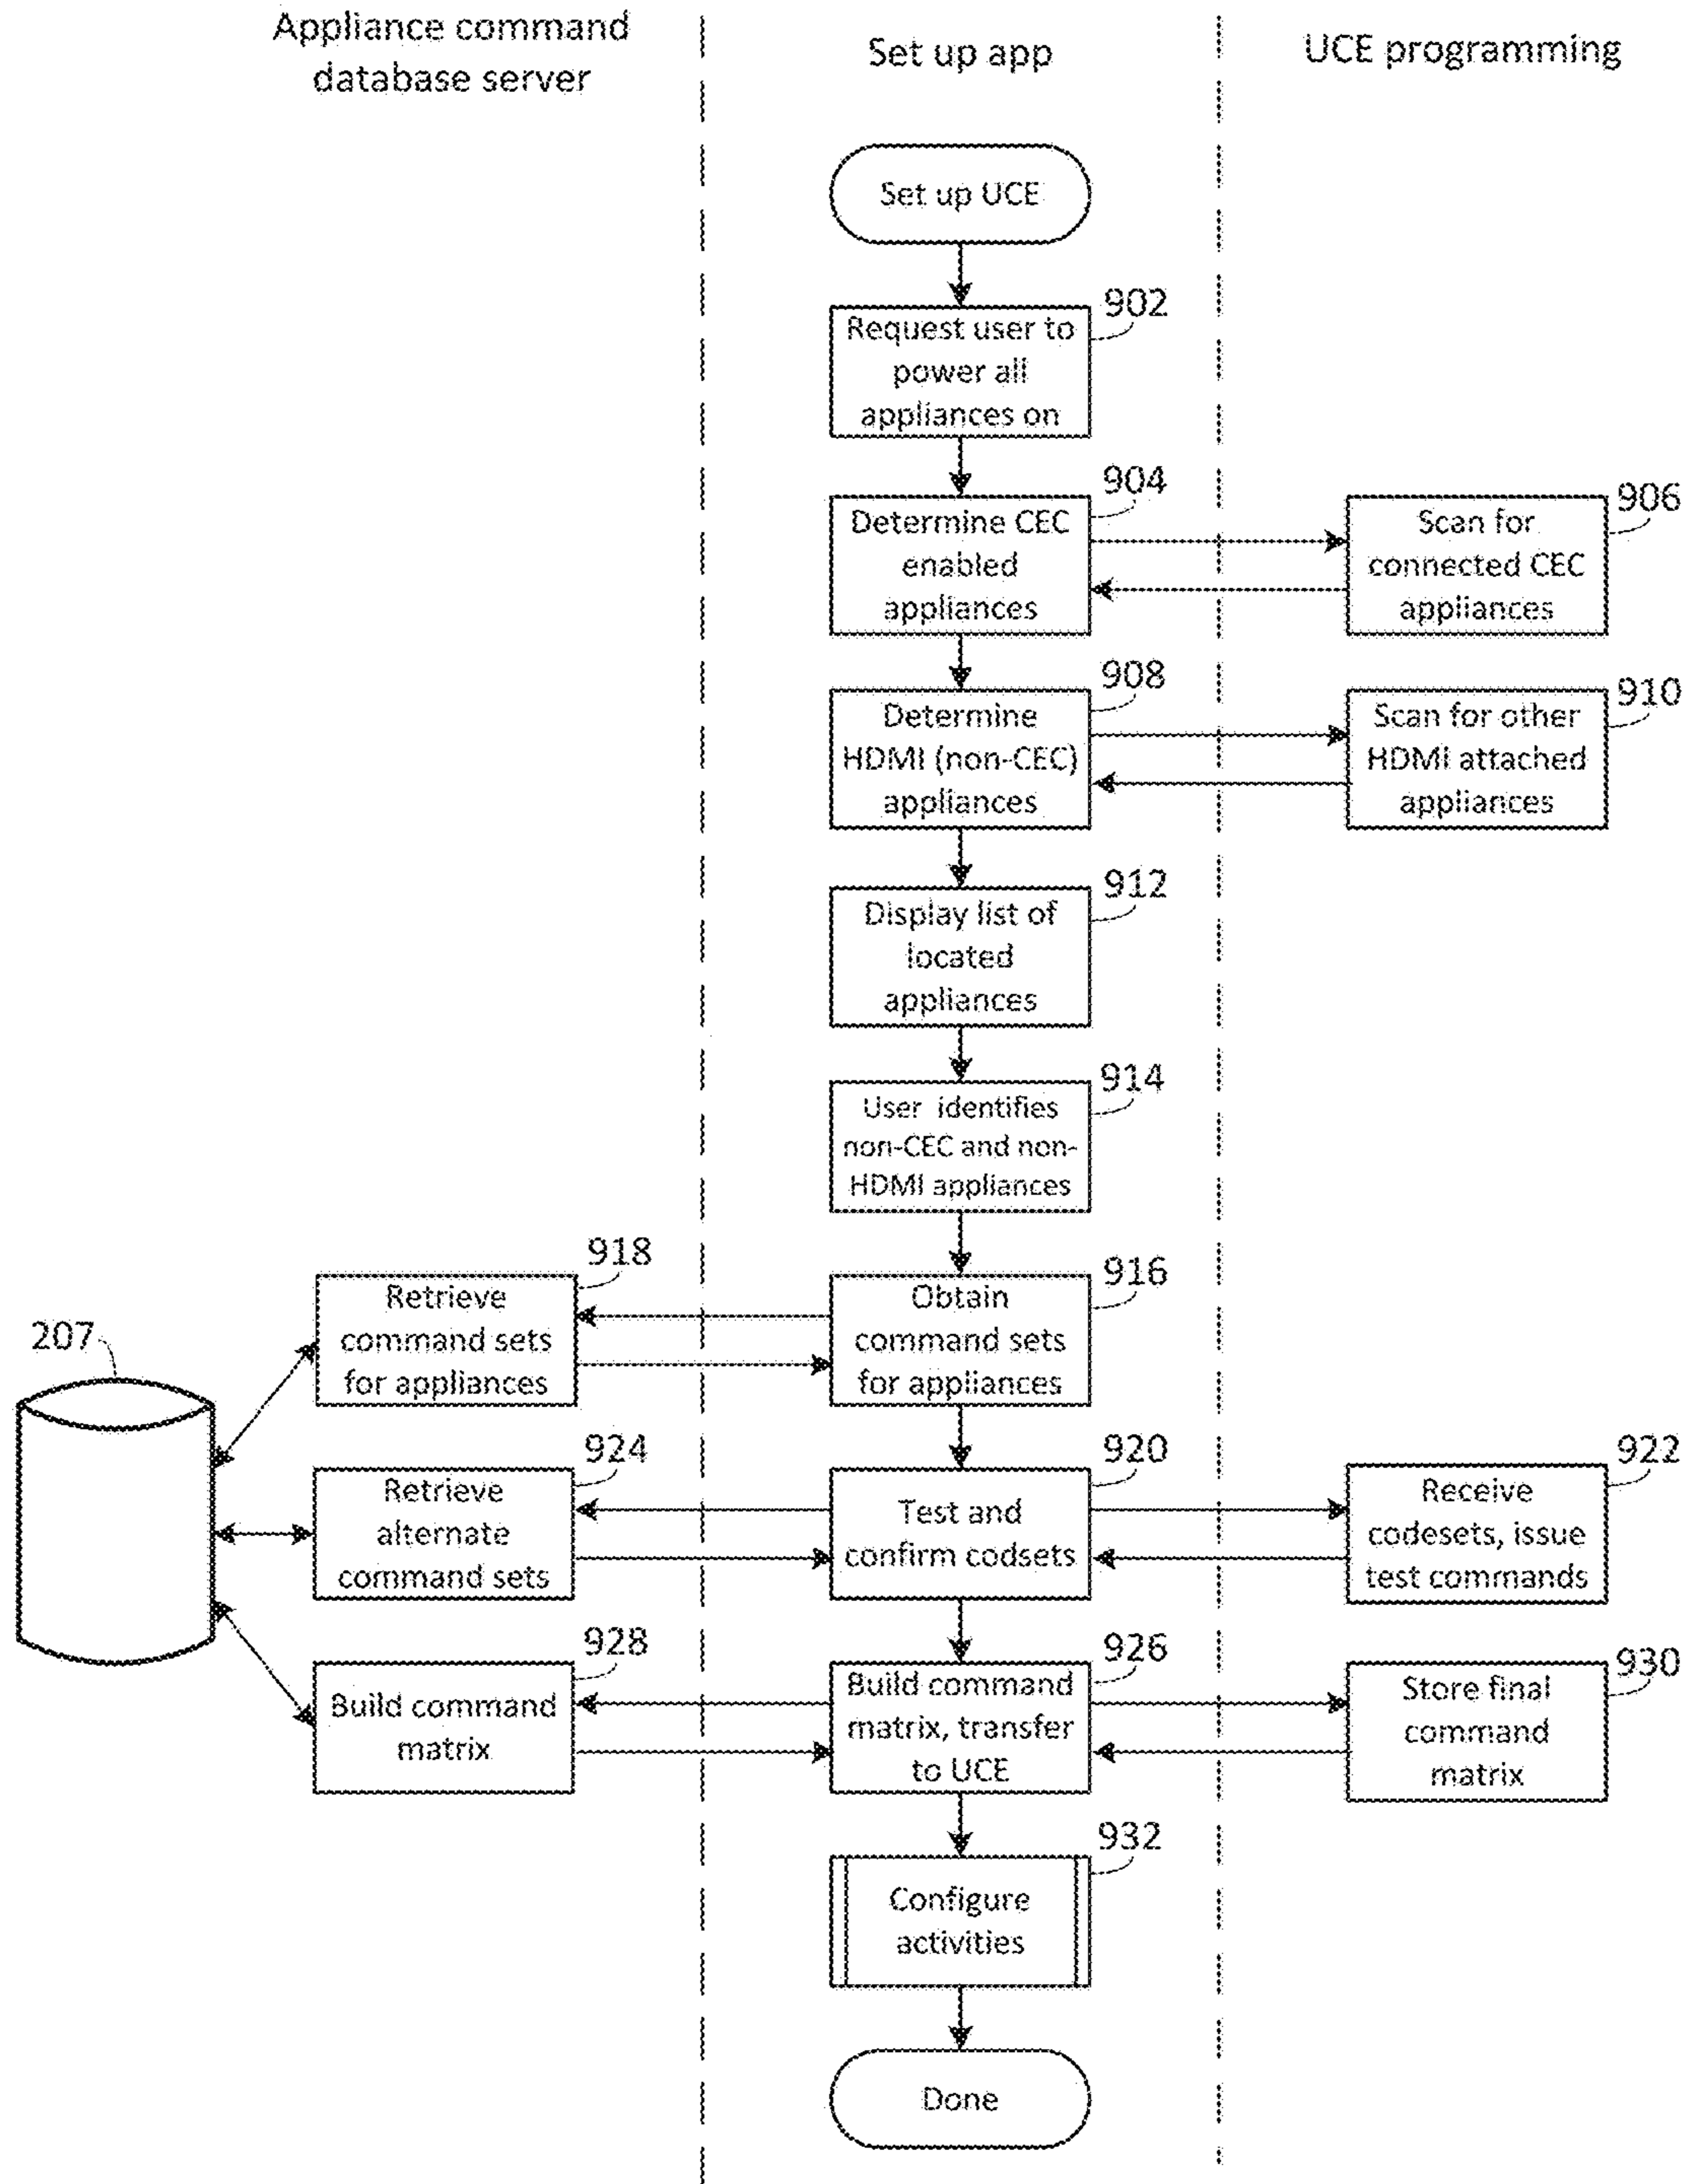 Appliance command
database server
Set up app
UCE programming
Set up UCE
902
Request user to
power all
appliances on
904
Determine CEC
enabled
appliances
906
Scan for
connected CEC
appliances
908
Determine
HDMI (non-CEC)
appliances
910
Scan for other
HDMI attached
appliances
912
Display list of
located
appliances
914
User identifies
non-CEC and non-
HDMI appliances
918
Retrieve
command sets
for appliances
916
Obtain
command sets
for appliances
207
924
Retrieve
alternate
command sets
920
Test and
confirm codsets
922
Receive
codesets, issue
test commands
928
Build command
matrix
926
Build command
matrix, transfer
to UCE
930
Store final
command
matrix
932
Configure
activities
Done